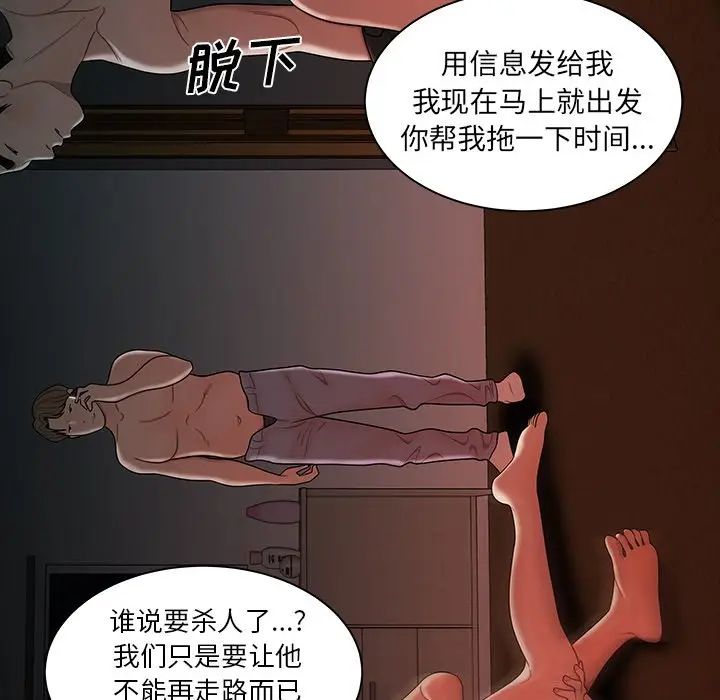 脱下
用信息发给我
我现在马上就出发
你帮我拖一下时间...
谁说要杀人了...?
我们只是要让他
不能再走路而已